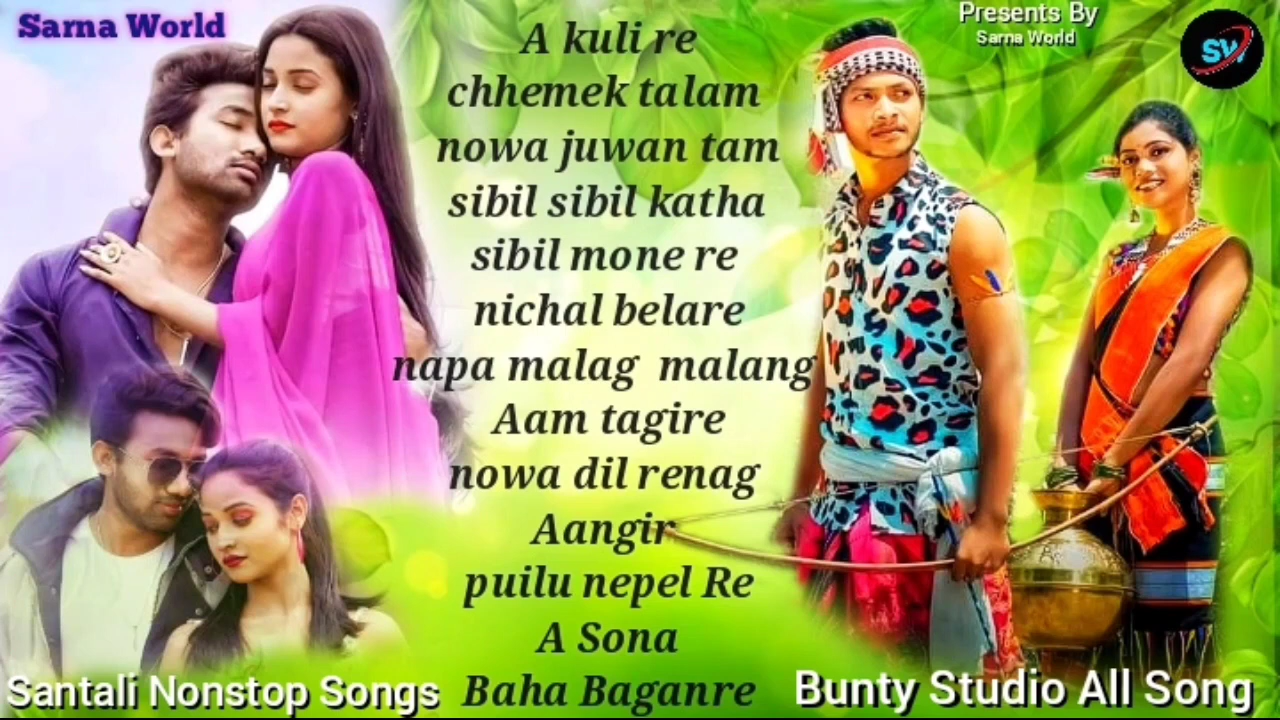 Sarna World
Presents By
Sarna World
SW
A kuli re
chhemek talam
nowa juwan tam
sibil sibil katha
sibil mone re
nichal belare
napa malag malang
Aam tagire
nowa dil renag
Aangir
puilu nepel Re
A Sona
Baha Baganre
Santali Nonstop Songs
Bunty Studio All Song